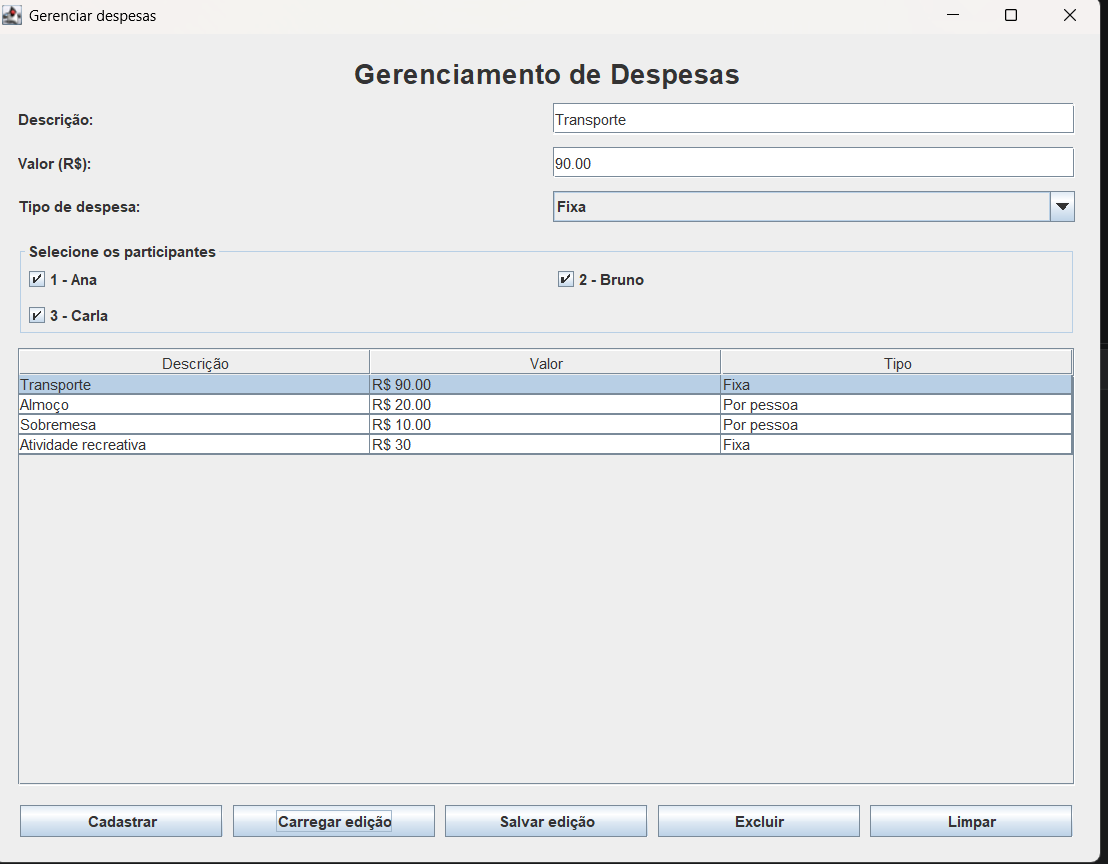 Gerenciar despesas
Gerenciamento de Despesas
Descrição: Transporte
Valor (R$): 90.00
Tipo de despesa: Fixa
Selecione os participantes
1 - Ana 2 - Bruno
3 - Carla
Descrição Valor Tipo
Transporte R$ 90.00 Fixa
Almoço R$ 20.00 Por pessoa
Sobremesa R$ 10.00 Por pessoa
Atividade recreativa R$ 30 Fixa
Cadastrar Carregar edição Salvar edição Excluir Limpar